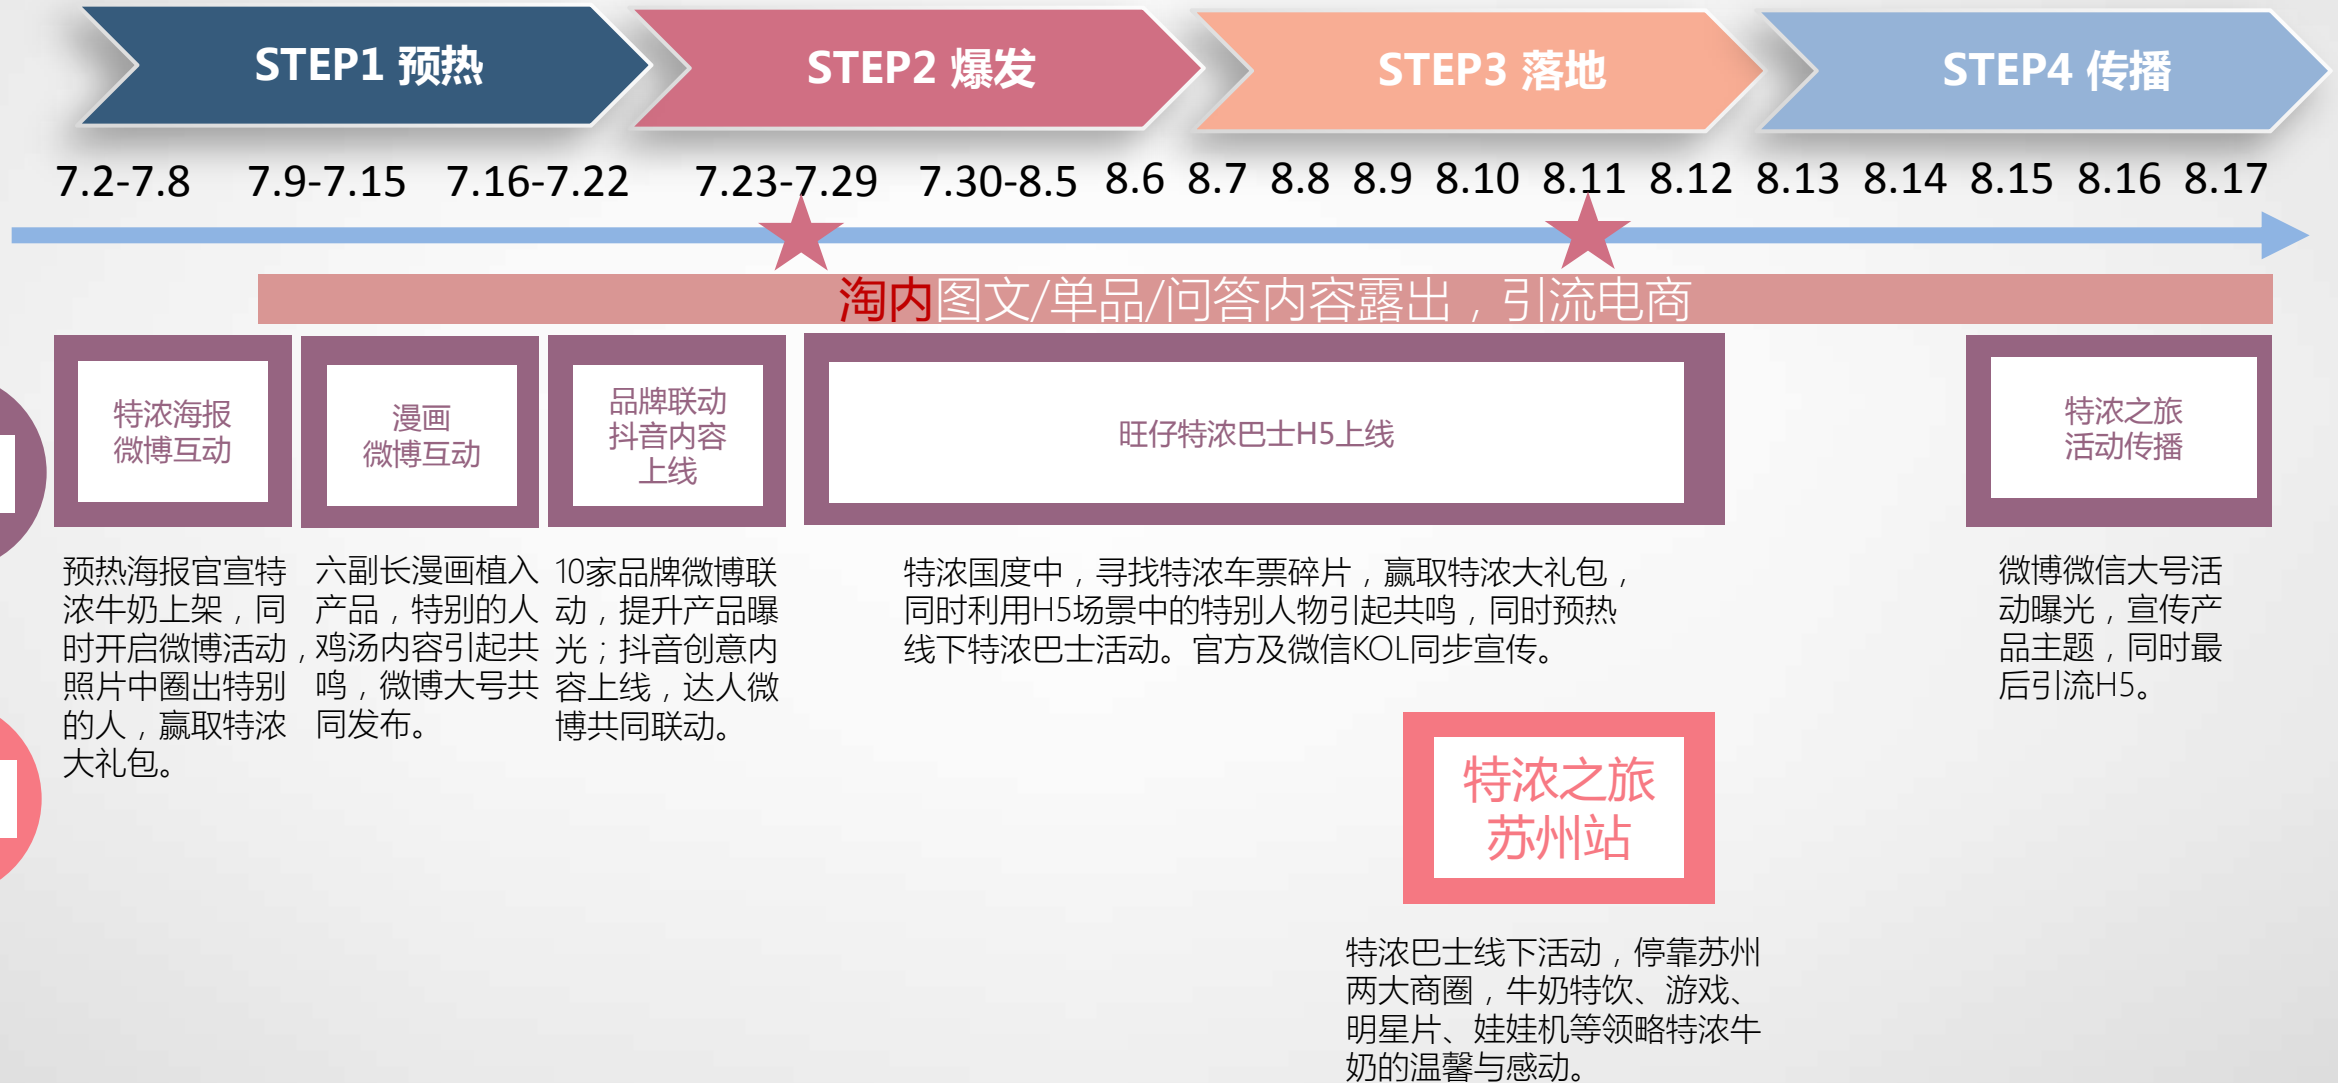 STEP1 预热
STEP2 爆发
STEP3 落地
STEP4 传播
7.2-7.8 7.9-7.15 7.16-7.22 7.23-7.29 7.30-8.5 8.6 8.7 8.8 8.9 8.10 8.11 8.12 8.13 8.14 8.15 8.16 8.17
淘内图文/单品/问答内容露出，引流电商
特浓海报
微博互动
漫画
微博互动
品牌联动
抖音内容
上线
旺仔特浓巴士H5上线
特浓之旅
活动传播
预热海报官宣特
浓牛奶上架，同
时开启微博活动，
照片中圈出特别
的人，赢取特浓
大礼包。
六副长漫画植入
产品，特别的人
鸡汤内容引起共
鸣，微博大号共
同发布。
10家品牌微博联
动，提升产品曝
光；抖音创意内
容上线，达人微
博共同联动。
特浓国度中，寻找特浓车票碎片，赢取特浓大礼包，
同时利用H5场景中的特别人物引起共鸣，同时预热
线下特浓巴士活动。官方及微信KOL同步宣传。
微博微信大号活
动曝光，宣传产
品主题，同时最
后引流H5。
特浓之旅
苏州站
特浓巴士线下活动，停靠苏州
两大商圈，牛奶特饮、游戏、
明星片、娃娃机等领略特浓牛
奶的温馨与感动。